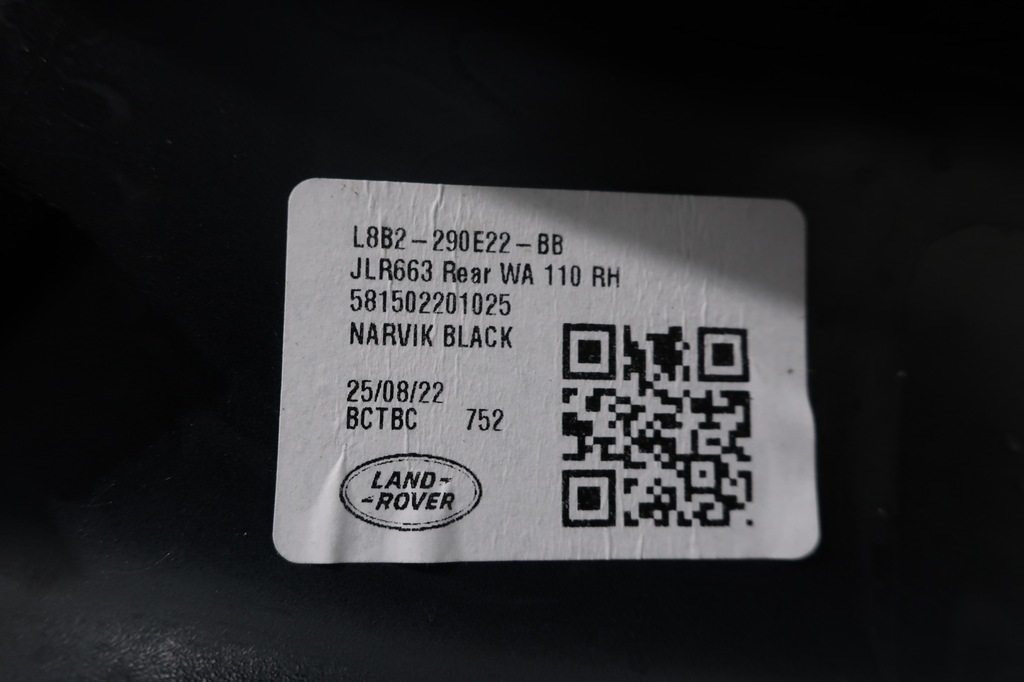 L8B2-290E22-BB
JLR663 Rear WA 110 RH
581502201025
NARVIK BLACK
25/08/22
BCTBC 752
LAND-
-ROVER